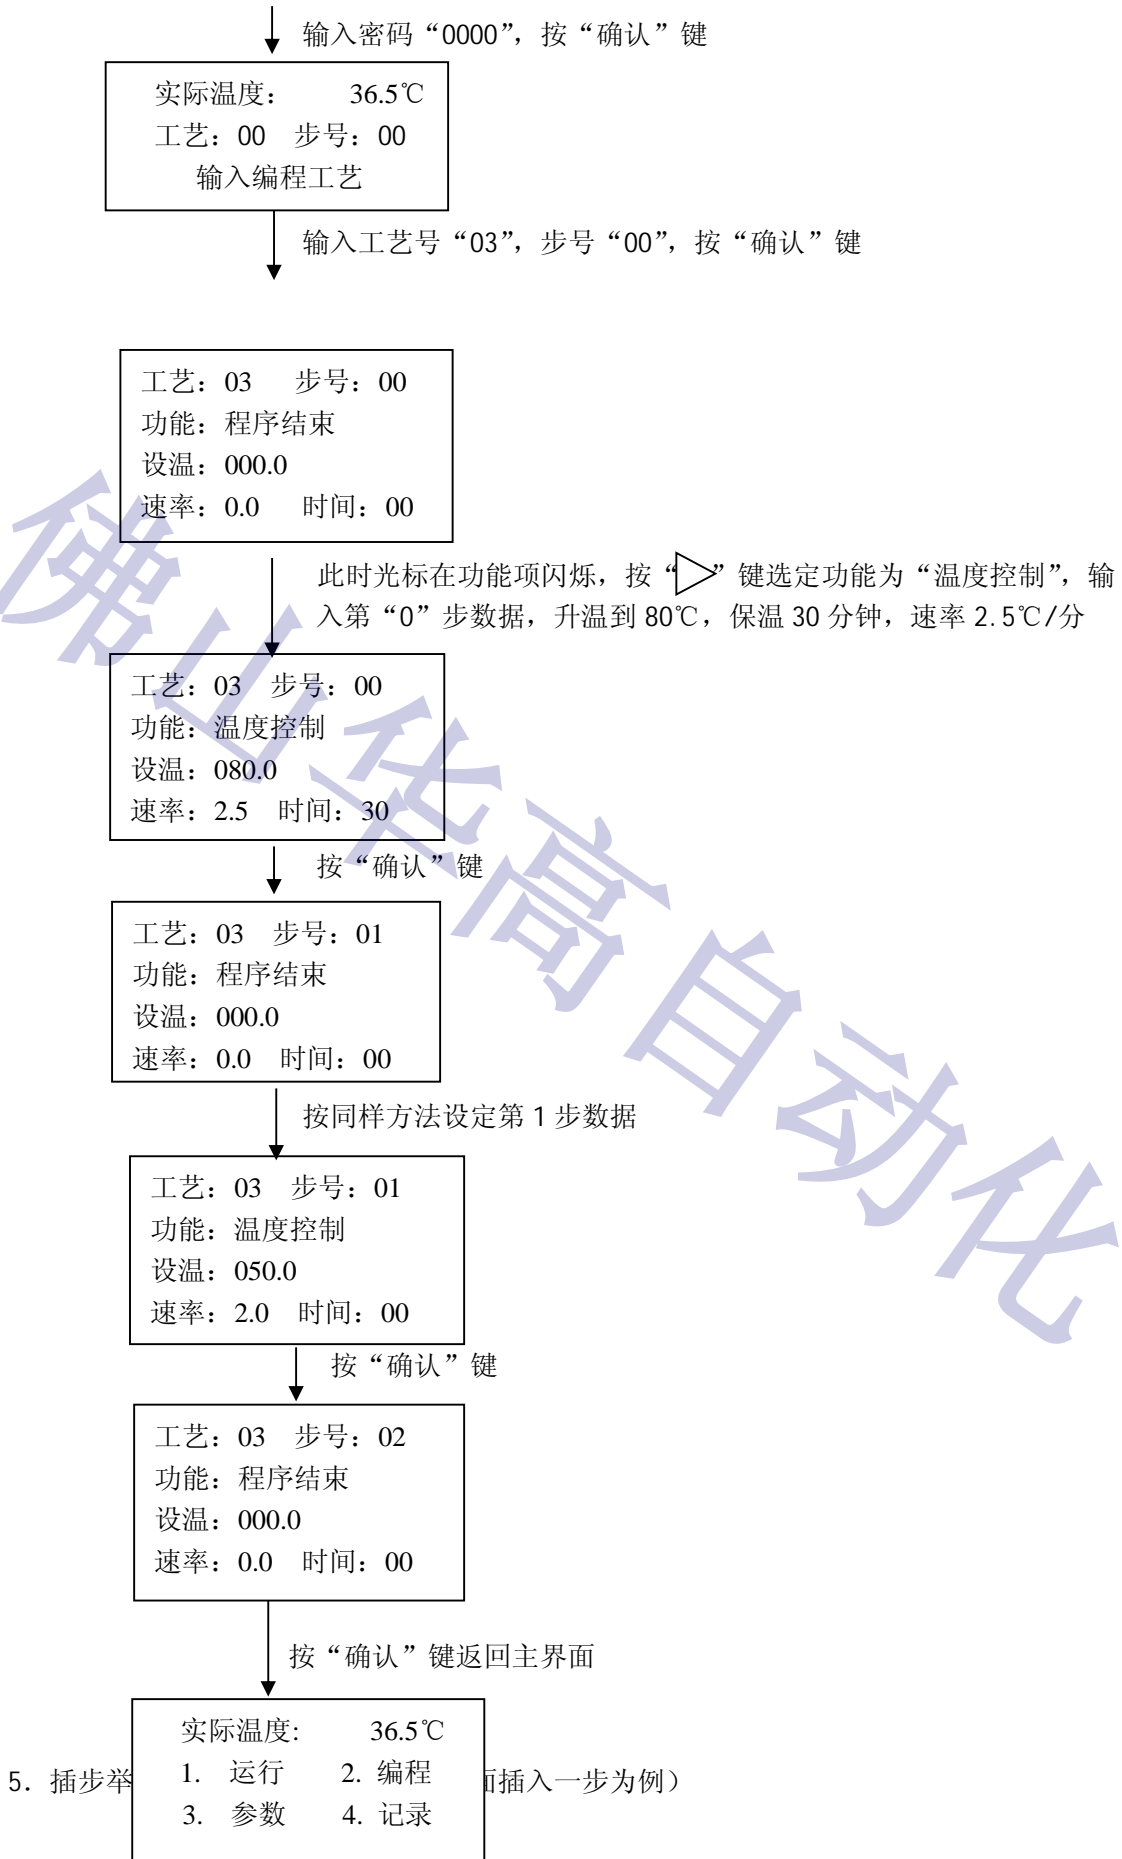 输入密码“0000”，按“确认”键
实际温度： 36.5℃
工艺：00 步号：00
输入编程工艺
输入工艺号“03”，步号“00”，按“确认”键
工艺：03 步号：00
功能：程序结束
设温：000.0
速率：0.0 时间：00
此时光标在功能项闪烁，按“▷”键选定功能为“温度控制”，输
入第“0”步数据，升温到 80℃，保温 30 分钟，速率 2.5℃/分
工艺：03 步号：00
功能：温度控制
设温：080.0
速率：2.5 时间：30
按“确认”键
工艺：03 步号：01
功能：程序结束
设温：000.0
速率：0.0 时间：00
按同样方法设定第 1 步数据
工艺：03 步号：01
功能：温度控制
设温：050.0
速率：2.0 时间：00
按“确认”键
工艺：03 步号：02
功能：程序结束
设温：000.0
速率：0.0 时间：00
按“确认”键返回主界面
实际温度: 36.5℃
1. 运行 2. 编程
3. 参数 4. 记录
5. 插步举 面插入一步为例）
佛山华高自动化